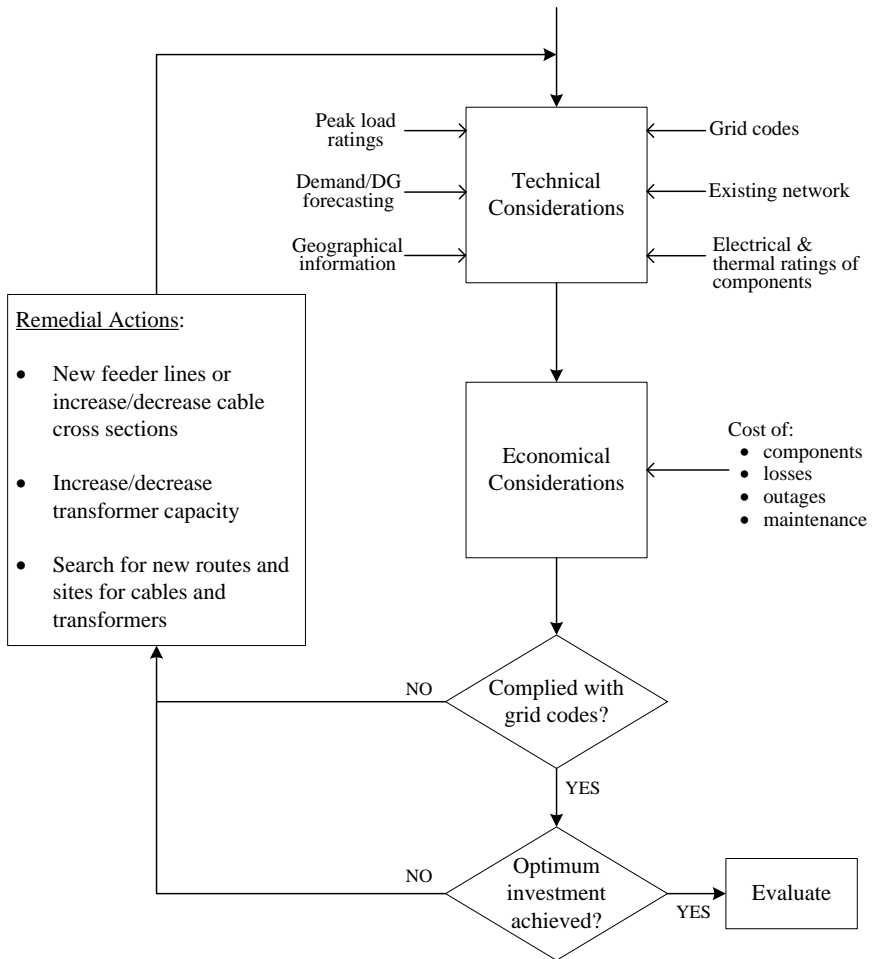 Peak load
ratings
Demand/DG
forecasting
Geographical
information
Technical
Considerations
Grid codes
Existing network
Electrical &
thermal ratings of
components
Remedial Actions:
• New feeder lines or
increase/decrease cable
cross sections
• Increase/decrease
transformer capacity
• Search for new routes and
sites for cables and
transformers
Economical
Considerations
Cost of:
• components
• losses
• outages
• maintenance
NO
Complied with
grid codes?
YES
NO
Optimum
investment
achieved?
YES
Evaluate